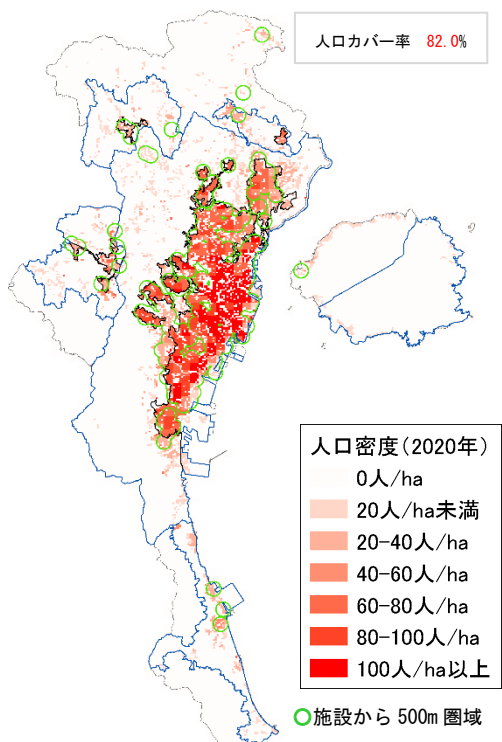 人口カバー率 82.0%
人口密度(2020年)
0人/ha
20人/ha未満
20-40人/ha
40-60人/ha
60-80人/ha
80-100人/ha
100人/ha以上
施設から500m圏域